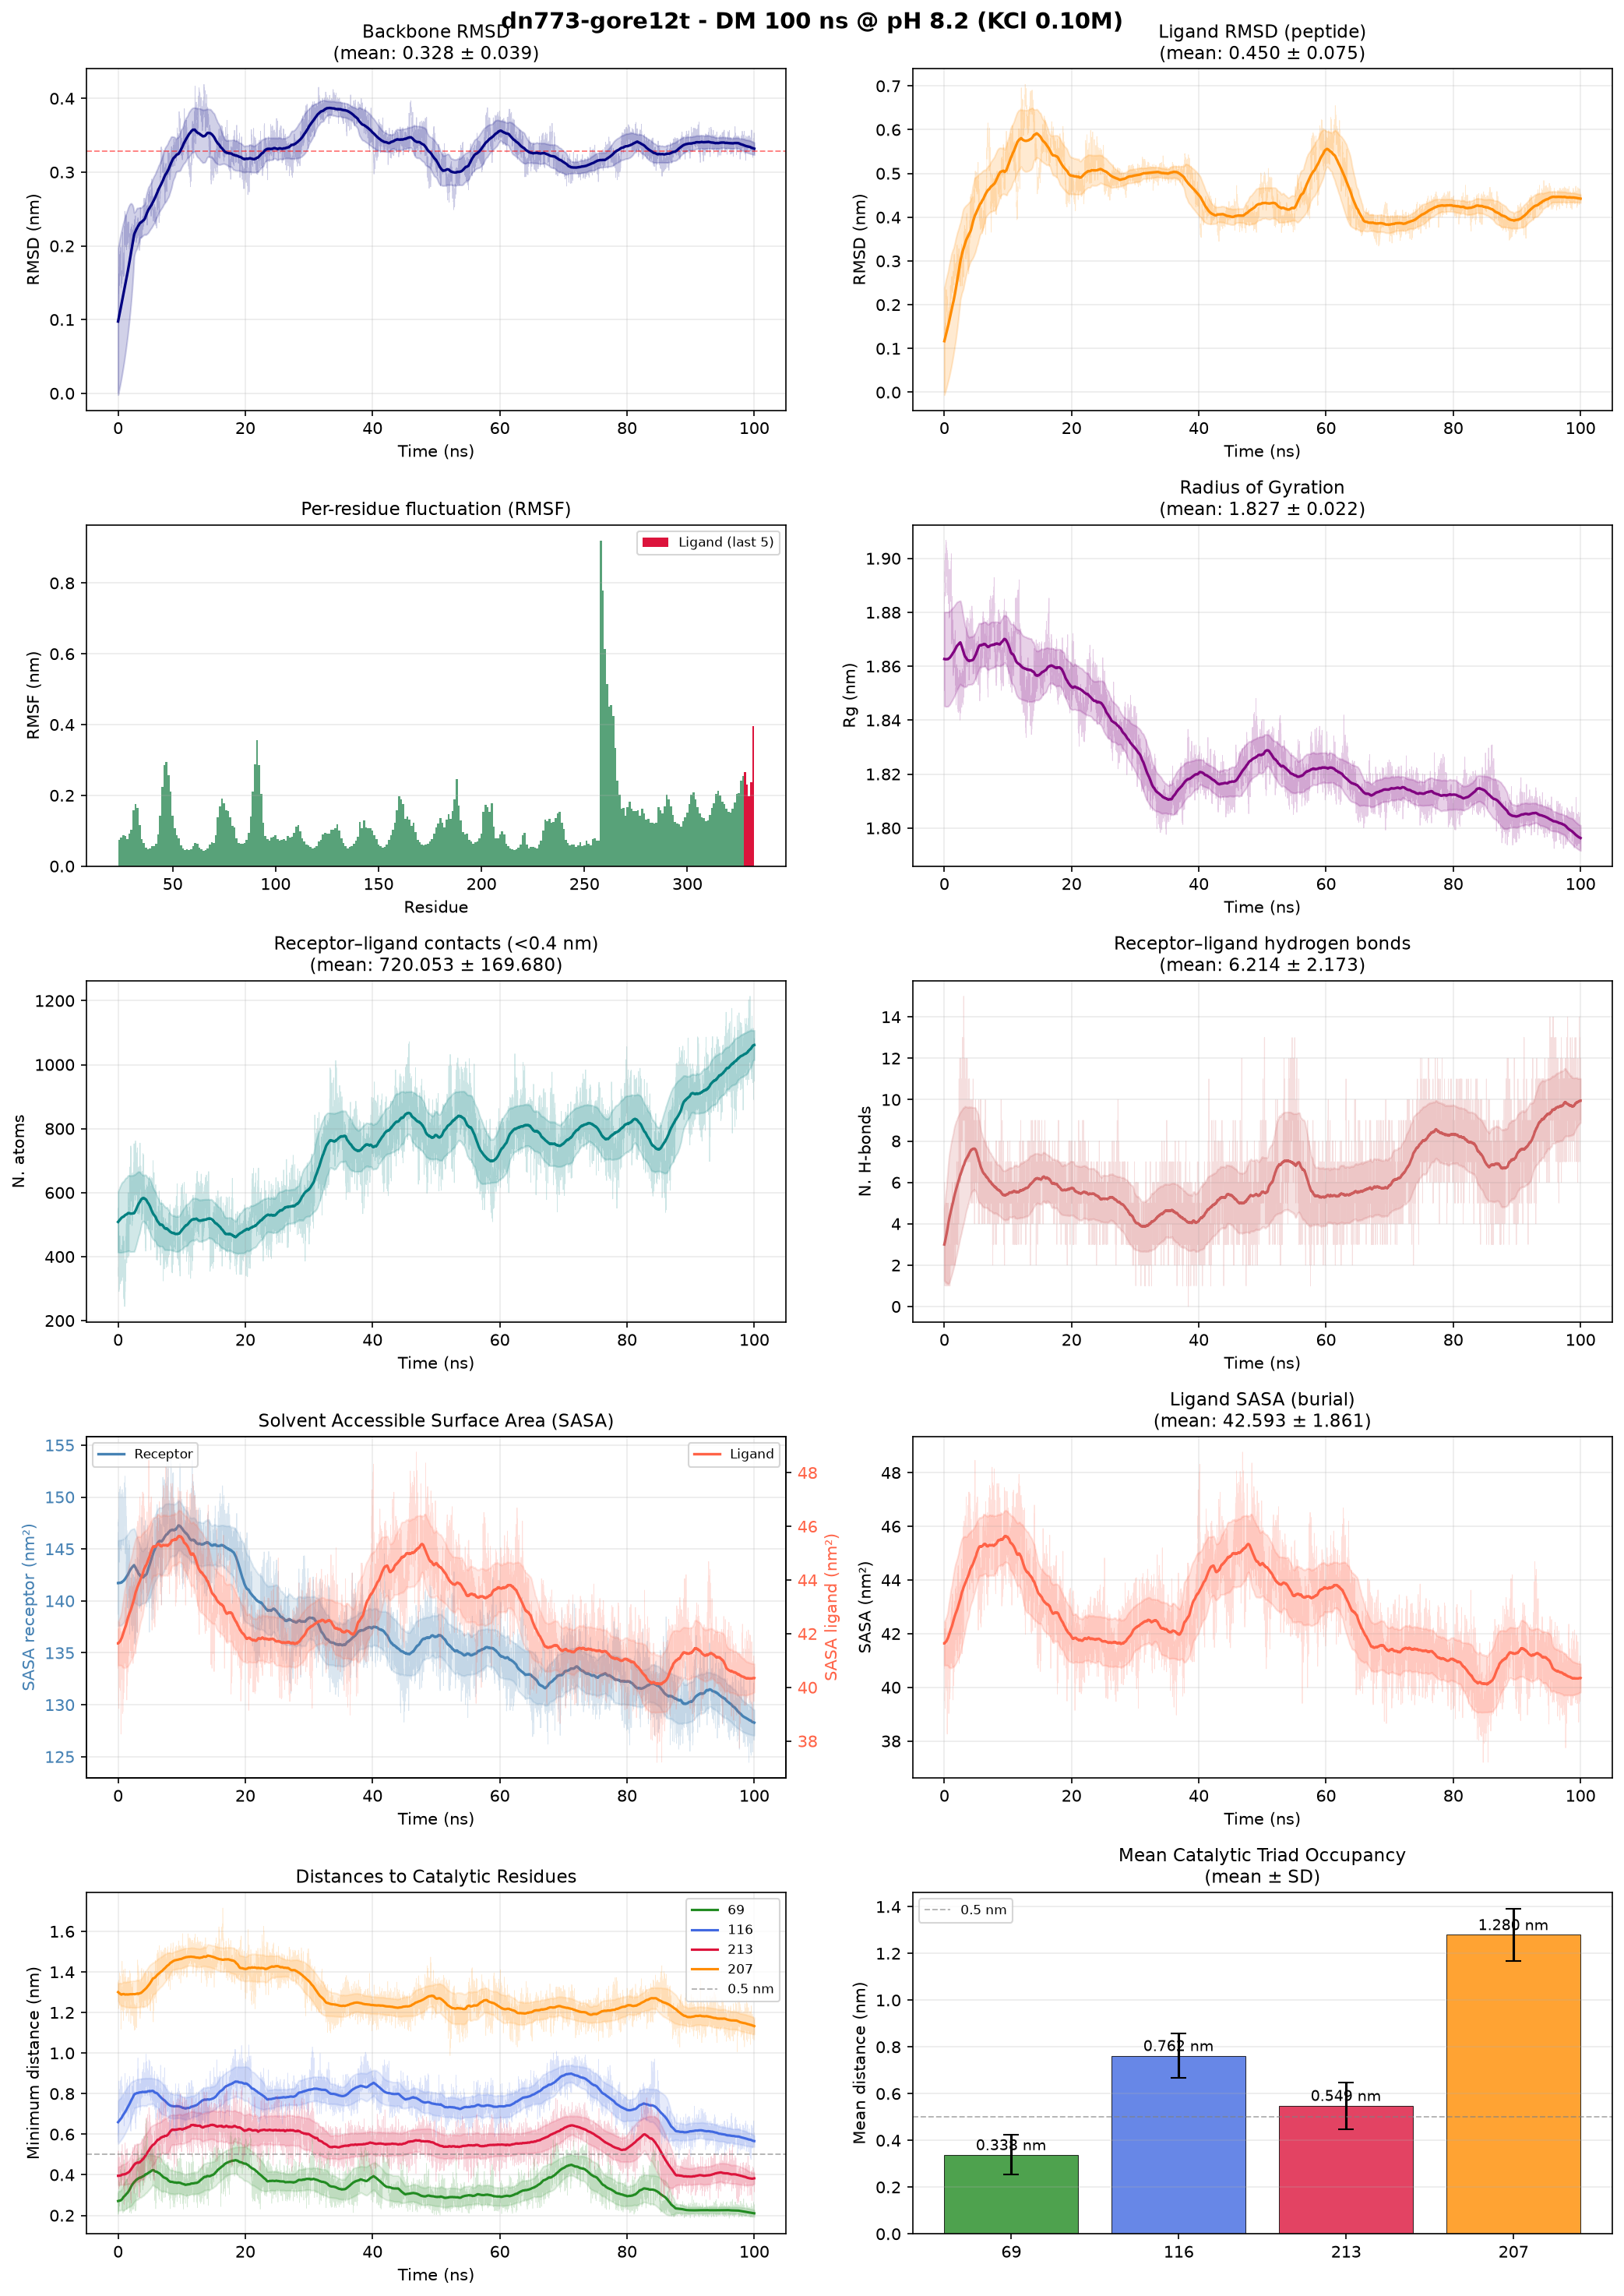 dn773-gore12t - DM 100 ns @ pH 8.2 (KCl 0.10M)
Backbone RMSD
(mean: 0.328 ± 0.039)
0.4
0.3
0.2
0.1
0.0
RMSD (nm)
0 20 40 60 80 100
Time (ns)
Ligand RMSD (peptide)
(mean: 0.450 ± 0.075)
0.7
0.6
0.5
0.4
0.3
0.2
0.1
0.0
RMSD (nm)
0 20 40 60 80 100
Time (ns)
Per-residue fluctuation (RMSF)
Ligand (last 5)
0.8
0.6
0.4
0.2
0.0
RMSF (nm)
50 100 150 200 250 300
Residue
Radius of Gyration
(mean: 1.827 ± 0.022)
1.90
1.88
1.86
1.84
1.82
1.80
Rg (nm)
0 20 40 60 80 100
Time (ns)
Receptor–ligand contacts (<0.4 nm)
(mean: 720.053 ± 169.680)
1200
1000
800
600
400
200
N. atoms
0 20 40 60 80 100
Time (ns)
Receptor–ligand hydrogen bonds
(mean: 6.214 ± 2.173)
14
12
10
8
6
4
2
0
N. H-bonds
0 20 40 60 80 100
Time (ns)
Solvent Accessible Surface Area (SASA)
Receptor
Ligand
155
150
145
140
135
130
125
SASA receptor (nm²)
48
46
44
42
40
38
SASA ligand (nm²)
0 20 40 60 80 100
Time (ns)
Ligand SASA (burial)
(mean: 42.593 ± 1.861)
48
46
44
42
40
38
SASA (nm²)
0 20 40 60 80 100
Time (ns)
Distances to Catalytic Residues
69
116
213
207
0.5 nm
1.6
1.4
1.2
1.0
0.8
0.6
0.4
0.2
Minimum distance (nm)
0 20 40 60 80 100
Time (ns)
Mean Catalytic Triad Occupancy
(mean ± SD)
0.5 nm
1.4
1.2
1.0
0.8
0.6
0.4
0.2
0.0
Mean distance (nm)
0.338 nm
0.762 nm
0.549 nm
1.280 nm
69 116 213 207